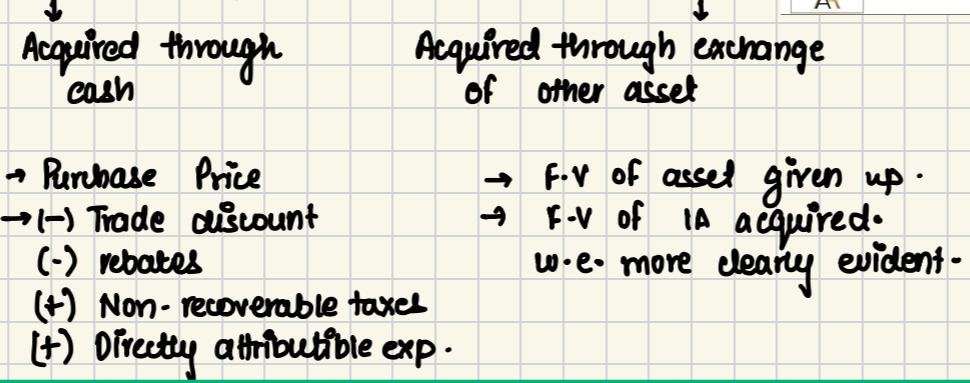 Acquired through
cash
→ Purchase Price
→ (-) Trade discount
(-) rebates
(+) Non-recoverable taxes
(+) Directly attributible exp.
Acquired through exchange
of other asset
→ F.V of asset given up.
→ F-V of IA acquired.
w.e. more clearly evident-